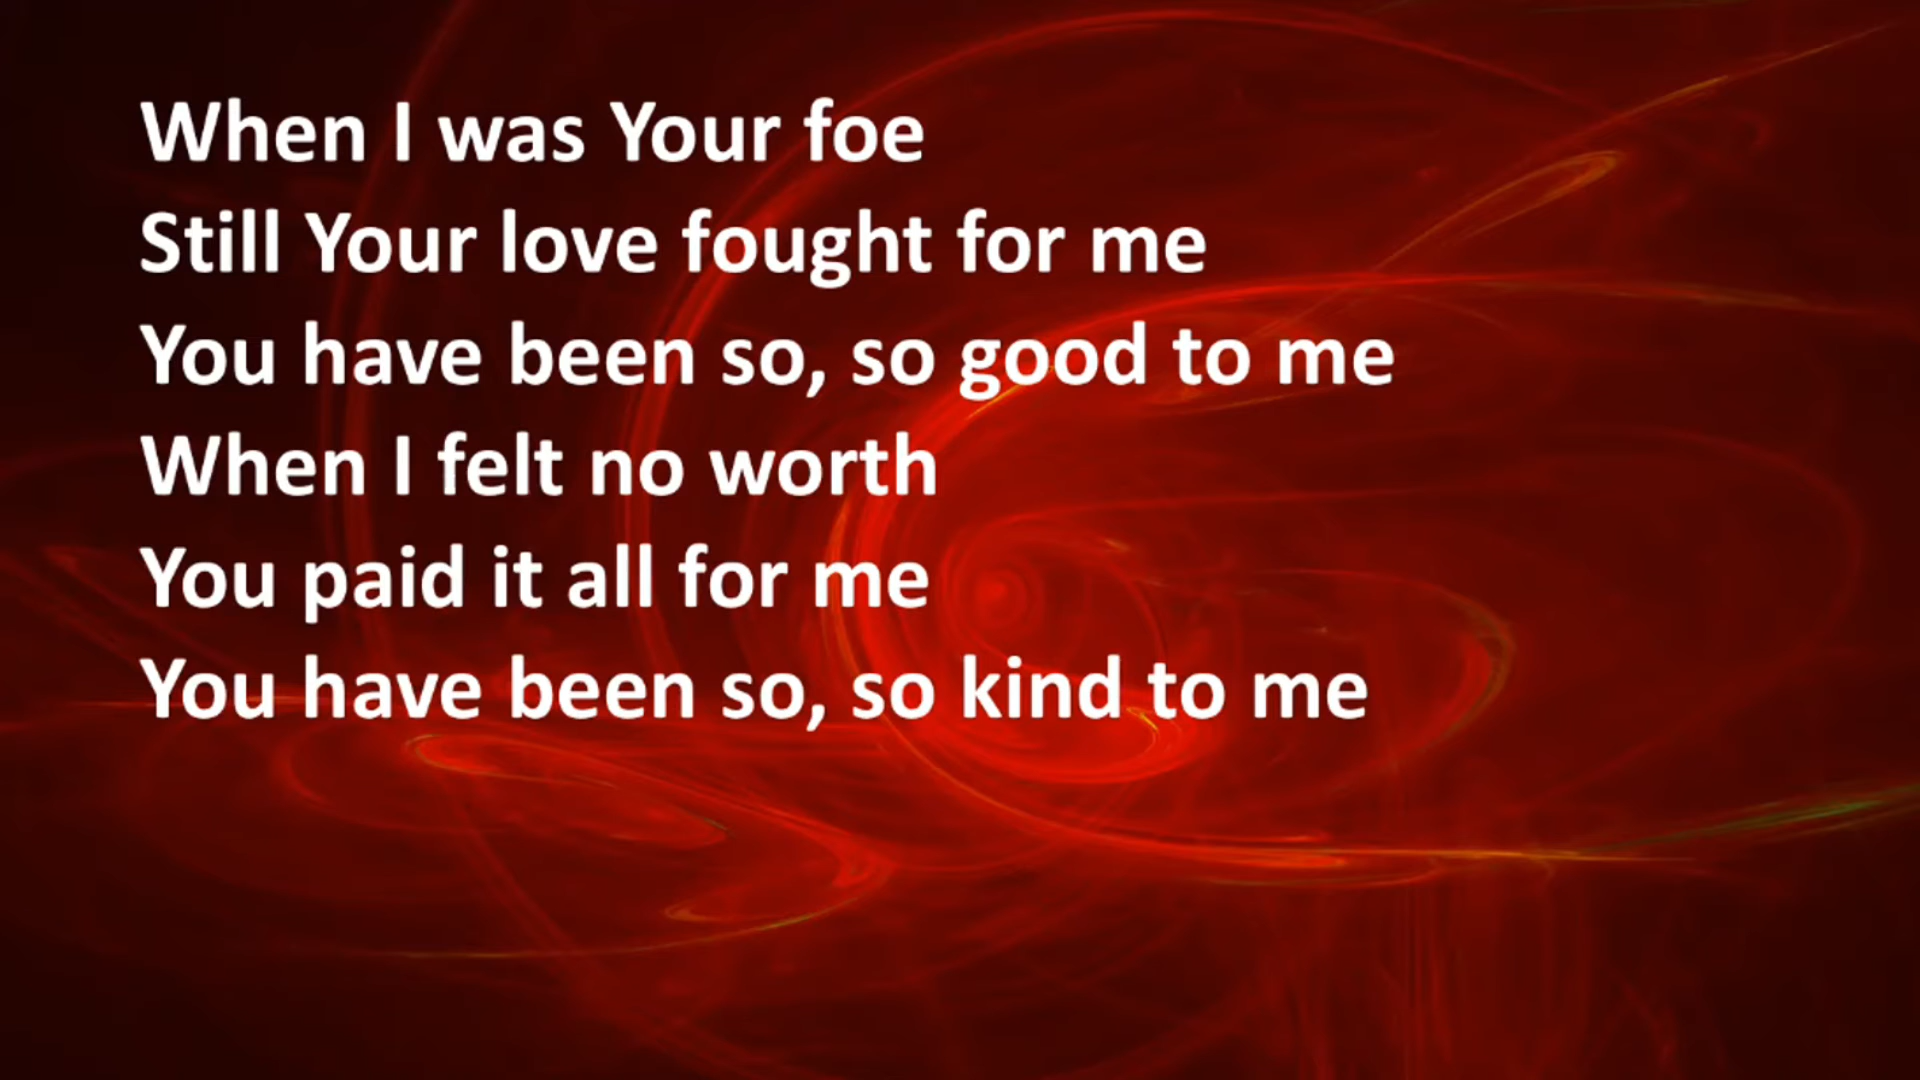 When I was Your foe
Still Your love fought for me
You have been so, so good to me
When I felt no worth
You paid it all for me
You have been so, so kind to me